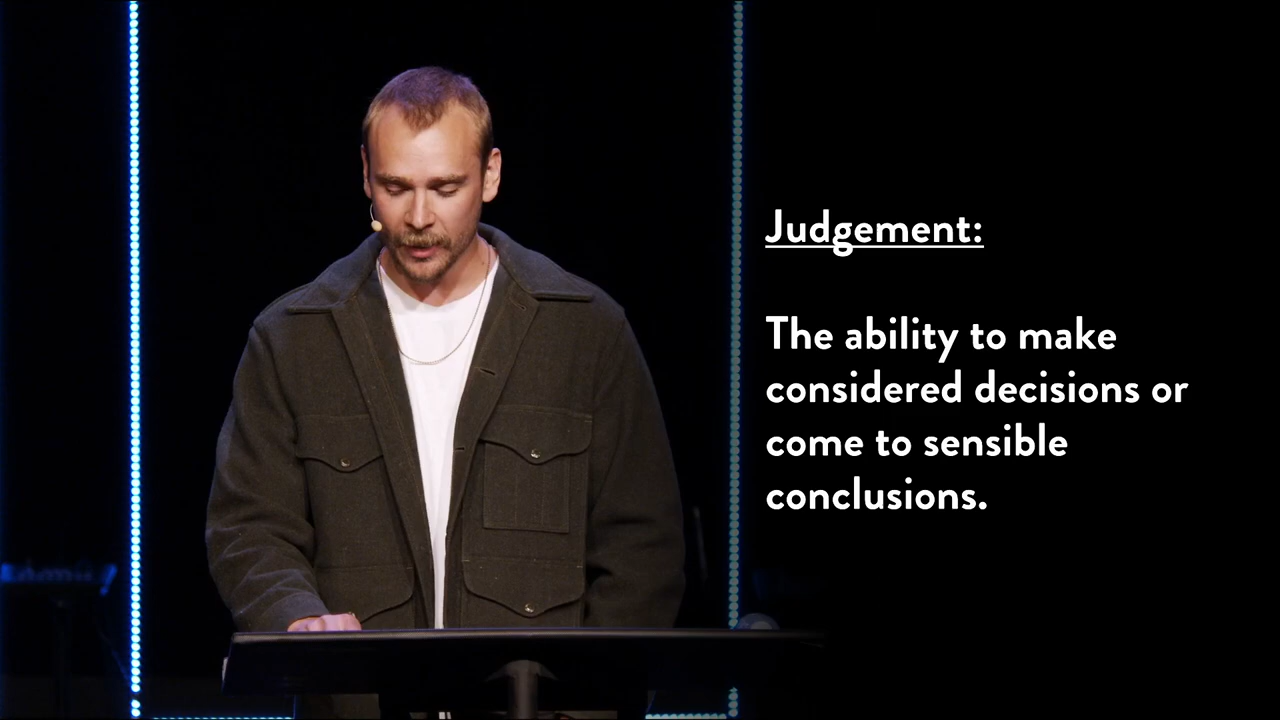 Judgement:
The ability to make
considered decisions or
come to sensible
conclusions.